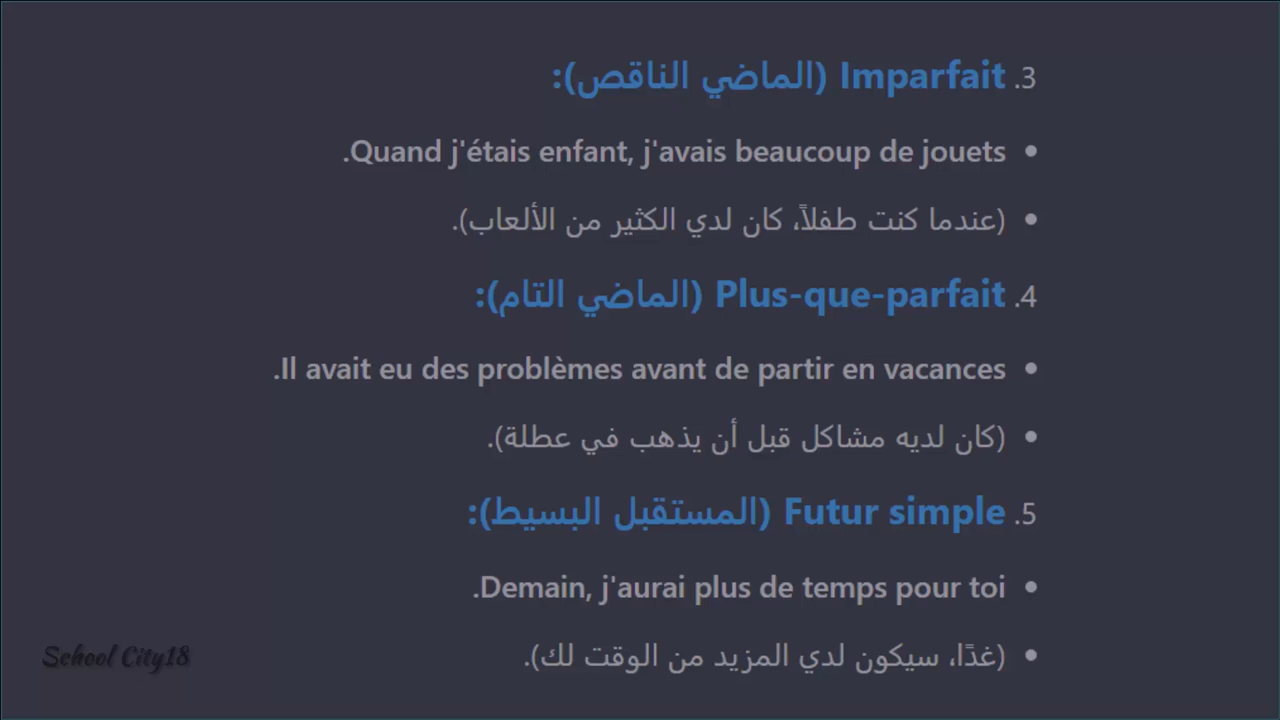 3. Imparfait (الماضي الناقص):
• Quand j'étais enfant, j'avais beaucoup de jouets.
• (عندما كنت طفلاً، كان لدي الكثير من الألعاب).
4. Plus-que-parfait (الماضي التام):
• Il avait eu des problèmes avant de partir en vacances.
• (كان لديه مشاكل قبل أن يذهب في عطلة).
5. Futur simple (المستقبل البسيط):
• Demain, j'aurai plus de temps pour toi.
• (غدًا، سيكون لدي المزيد من الوقت لك).
School City18